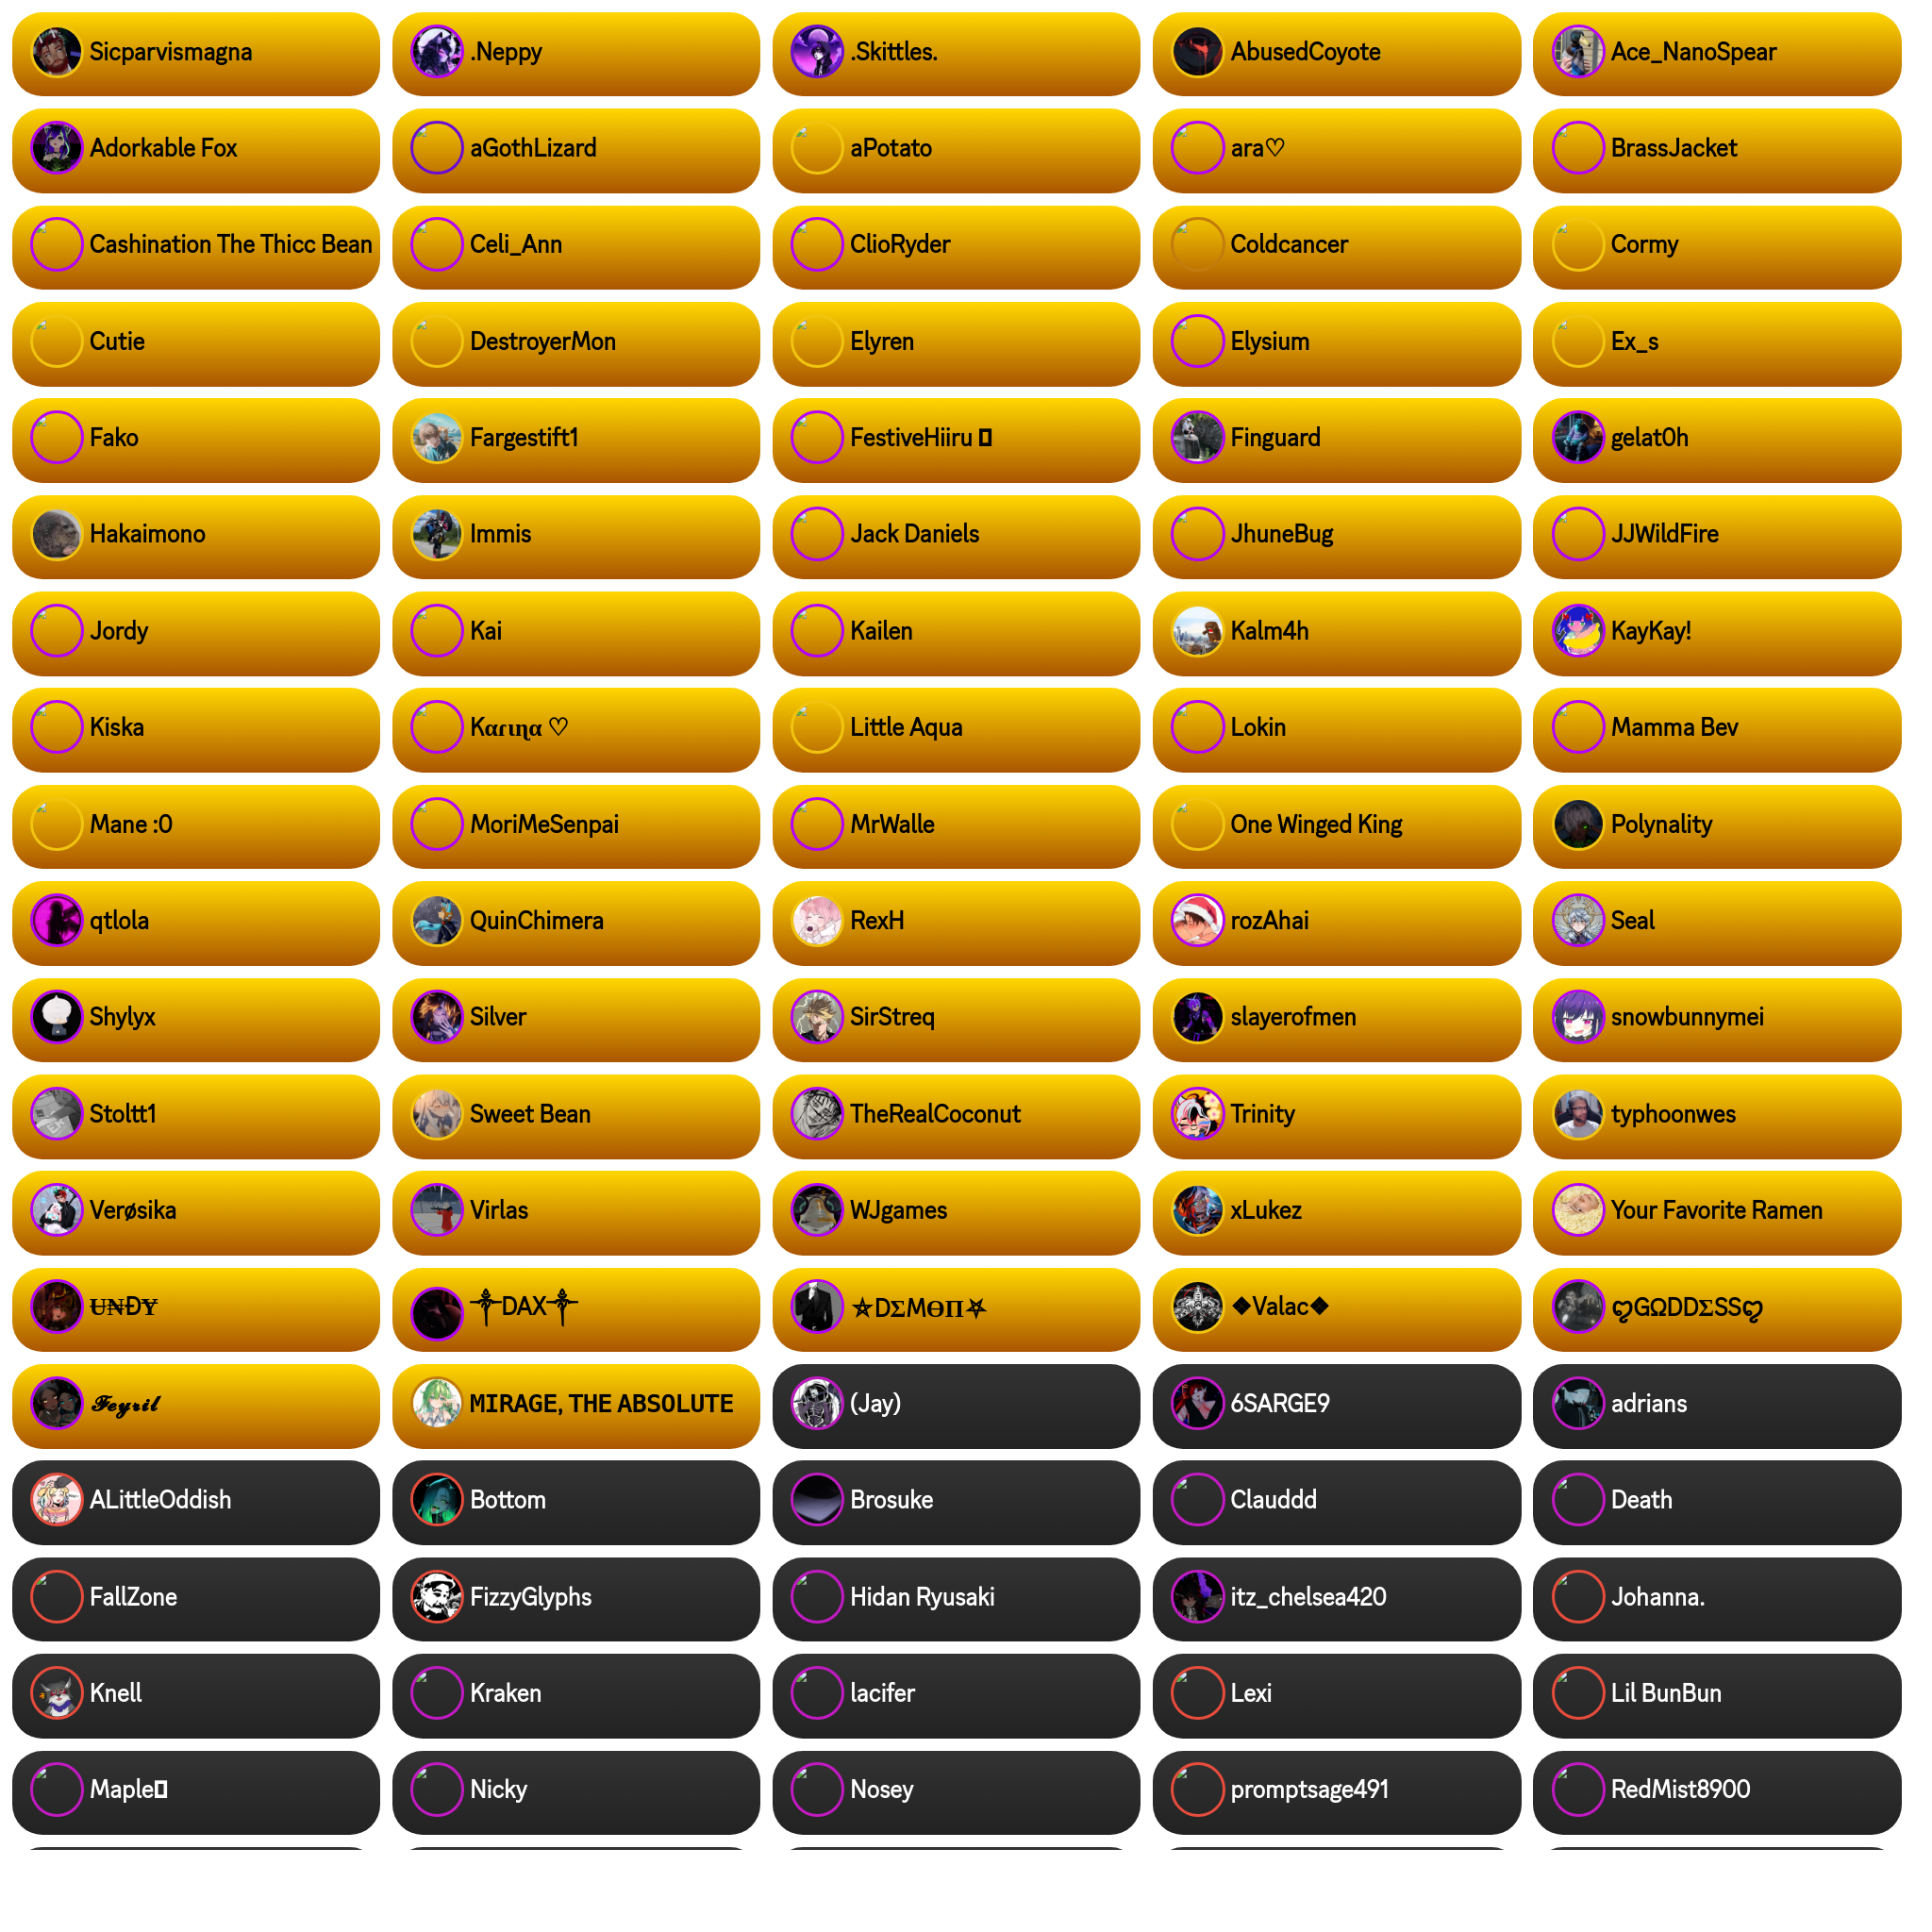 Sicparvismagna
.Neppy
.Skittles.
AbusedCoyote
Ace_NanoSpear
Adorkable Fox
aGothLizard
aPotato
ara♡
BrassJacket
Cashination The Thicc Bean
Celi_Ann
ClioRyder
Coldcancer
Cormy
Cutie
DestroyerMon
Elyren
Elysium
Ex_s
Fako
Fargestift1
FestiveHiiru
Finguard
gelat0h
Hakaimono
Immis
Jack Daniels
JhuneBug
JJWildFire
Jordy
Kai
Kailen
Kalm4h
KayKay!
Kiska
Kαɾιɳα ♡
Little Aqua
Lokin
Mamma Bev
Mane :0
MoriMeSenpai
MrWalle
One Winged King
Polynality
qtlola
QuinChimera
RexH
rozAhai
Seal
Shylyx
Silver
SirStreq
slayerofmen
snowbunnymei
Stoltt1
Sweet Bean
TheRealCoconut
Trinity
typhoonwes
Verøsika
Virlas
WJgames
xLukez
Your Favorite Ramen
U̶₦ĐɎ
༒DAX༒
⛥DΣMӨΠ⛧
❖Valac❖
ლGΩDDΣSSლ
𝓕𝓮𝔂𝓻𝓲𝓵
MIRAGE, THE ABSOLUTE
(Jay)
6SARGE9
adrians
ALittleOddish
Bottom
Brosuke
Clauddd
Death
FallZone
FizzyGlyphs
Hidan Ryusaki
itz_chelsea420
Johanna.
Knell
Kraken
lacifer
Lexi
Lil BunBun
Maple
Nicky
Nosey
promptsage491
RedMist8900